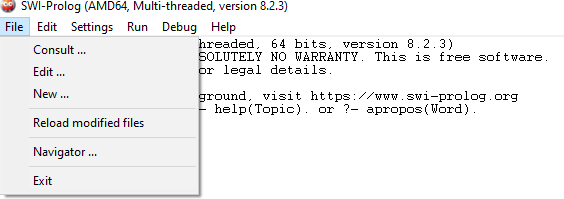 SWI-Prolog (AMD64, Multi-threaded, version 8.2.3)
File Edit Settings Run Debug Help
Consult ...
Edit ...
New ...
Reload modified files
Navigator ...
Exit
hreaded, 64 bits, version 8.2.3)
SOLUTELY NO WARRANTY. This is free software.
or legal details.
ground, visit https://www.swi-prolog.org
- help(Topic). or ?- apropos(Word).